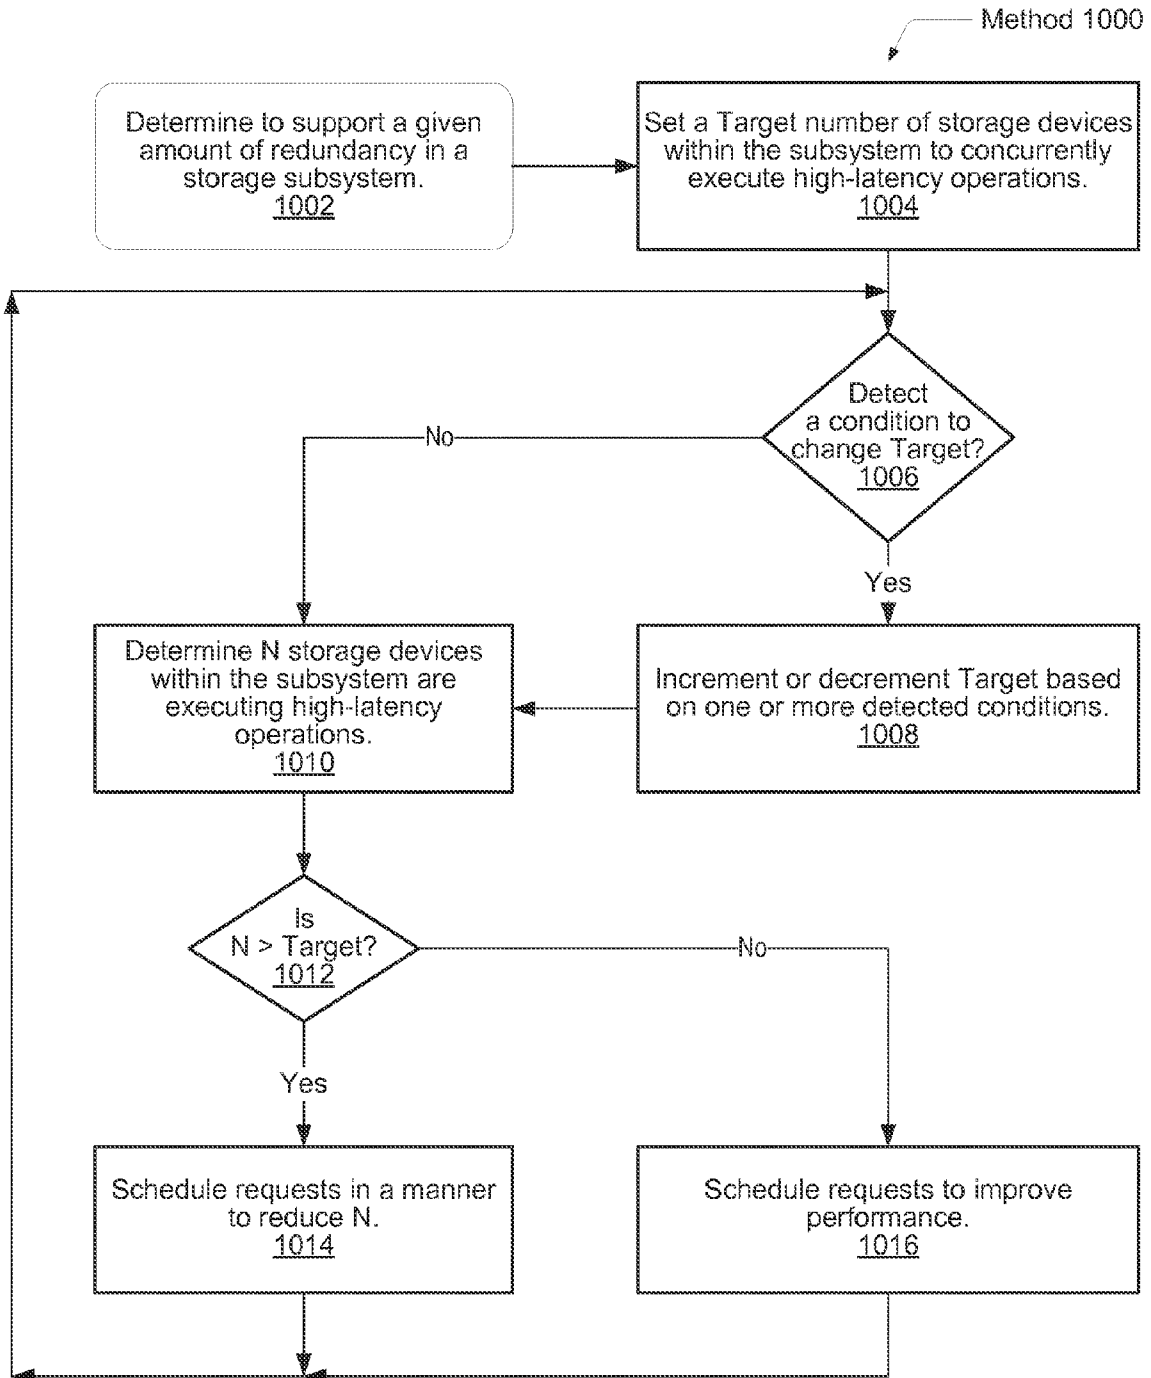 Method 1000
Determine to support a given
amount of redundancy in a
storage subsystem.
1002
Set a Target number of storage devices
within the subsystem to concurrently
execute high-latency operations.
1004
Detect
a condition to
change Target?
1006
No
Yes
Determine N storage devices
within the subsystem are
executing high-latency
operations.
1010
Increment or decrement Target based
on one or more detected conditions.
1008
Is
N > Target?
1012
No
Yes
Schedule requests in a manner
to reduce N.
1014
Schedule requests to improve
performance.
1016